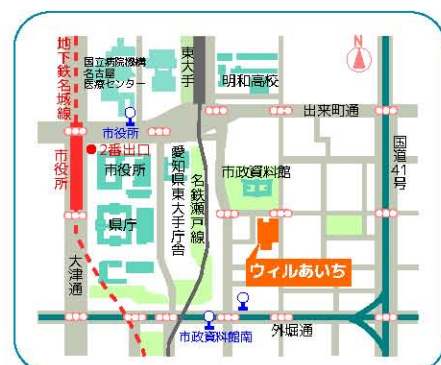 地下鉄名城線
国立病院機構
名古屋
医療センター
東大手
明和高校
N
出来町通
市役所
2番出口
市役所
市役所
県庁
愛知県東大手庁舎
名鉄瀬戸線
市政資料館
国道41号
ウィルあいち
大津通
市政資料館南
外堀通